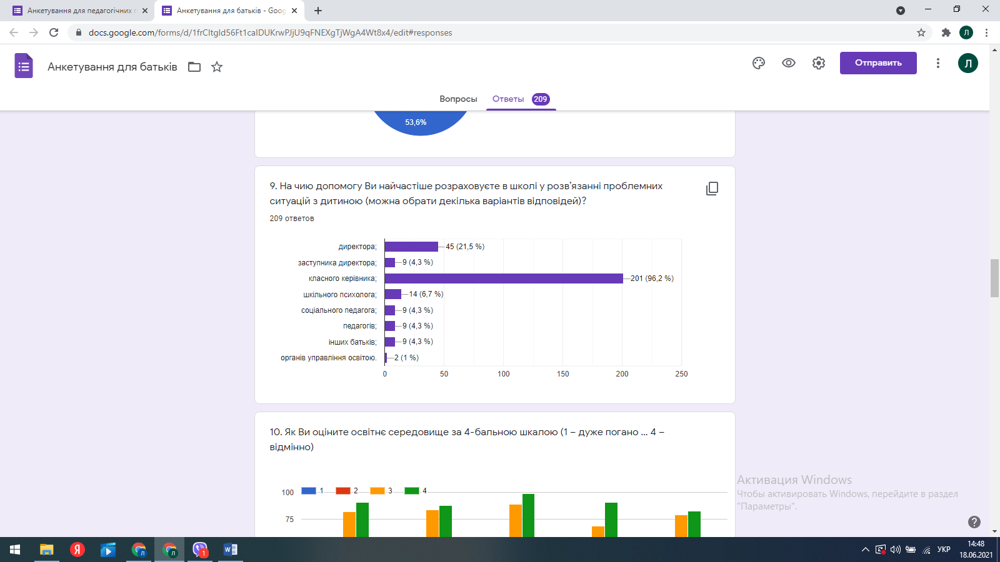 Анкетування для педагогічних
Анкетування для батьків - Goog
docs.google.com/forms/d/1frCltgId56Ft1calDUKrwPJjU9qFNEXgTjWgA4Wt8x4/edit#responses
Л
Анкетування для батьків
Отправить
Л
Вопросы
Ответы 209
53,6%
9. На чию допомогу Ви найчастіше розраховуєте в школі у розв’язанні проблемних
ситуацій з дитиною (можна обрати декілька варіантів відповідей)?
209 ответов
директора; 45 (21,5 %)
заступника директора; 9 (4,3 %)
класного керівника; 201 (96,2 %)
шкільного психолога; 14 (6,7 %)
соціального педагога; 9 (4,3 %)
педагогів; 9 (4,3 %)
інших батьків; 9 (4,3 %)
органів управління освітою. 2 (1 %)
0 50 100 150 200 250
10. Як Ви оціните освітнє середовище за 4-бальною шкалою (1 – дуже погано ... 4 –
відмінно)
1 2 3 4
100
75
Активация Windows
Чтобы активировать Windows, перейдите в раздел
"Параметры".
Я
Л
Л
1
W
УКР
14:48
18.06.2021